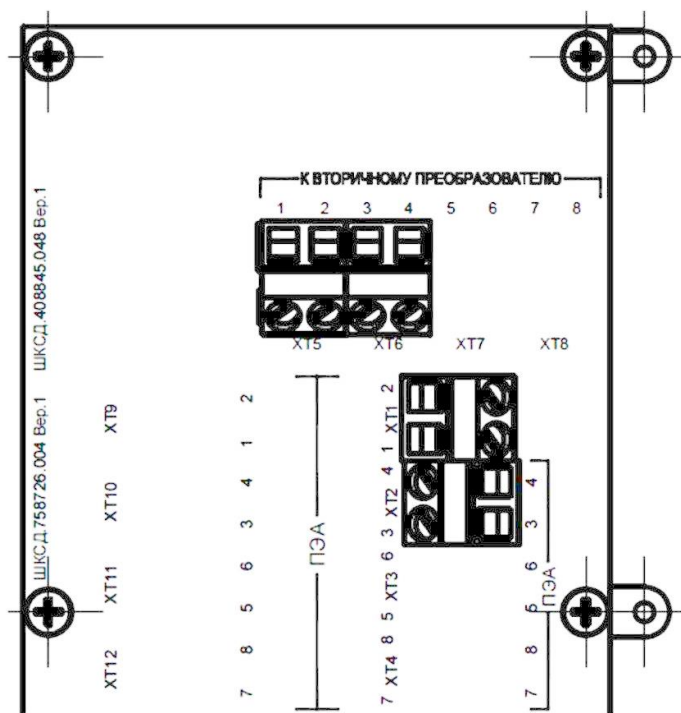 К ВТОРИЧНОМУ ПРЕОБРАЗОВАТЕЛЮ
1 2 3 4 5 6 7 8
XT5 XT6 XT7 XT8
ШКСД.408845.048 Вер.1
ШКСД.758726.004 Вер.1
XT9
XT10
XT11
XT12
2
1
4
3
6
5
8
7
ПЭА
2
XT1
1
4
XT2
3
6
XT3
5
8
XT4
7
4
3
6
5
8
7
ПЭА